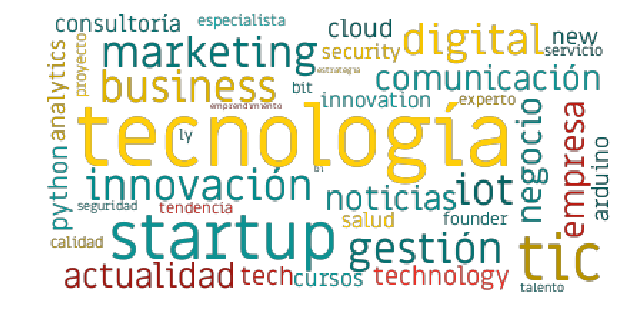 consultoría
especialista
cloud
digital
new
servicio
analytics
proyecto
marketing
security
estrategia
comunicación
business
bit
innovation
experto
emprendimiento
tecnología
ly
bi
negocio
empresa
arduino
python
innovación
noticias
iot
seguridad
tendencia
salud
founder
calidad
startup
gestión
tic
actualidad
tech
cursos
technology
talento